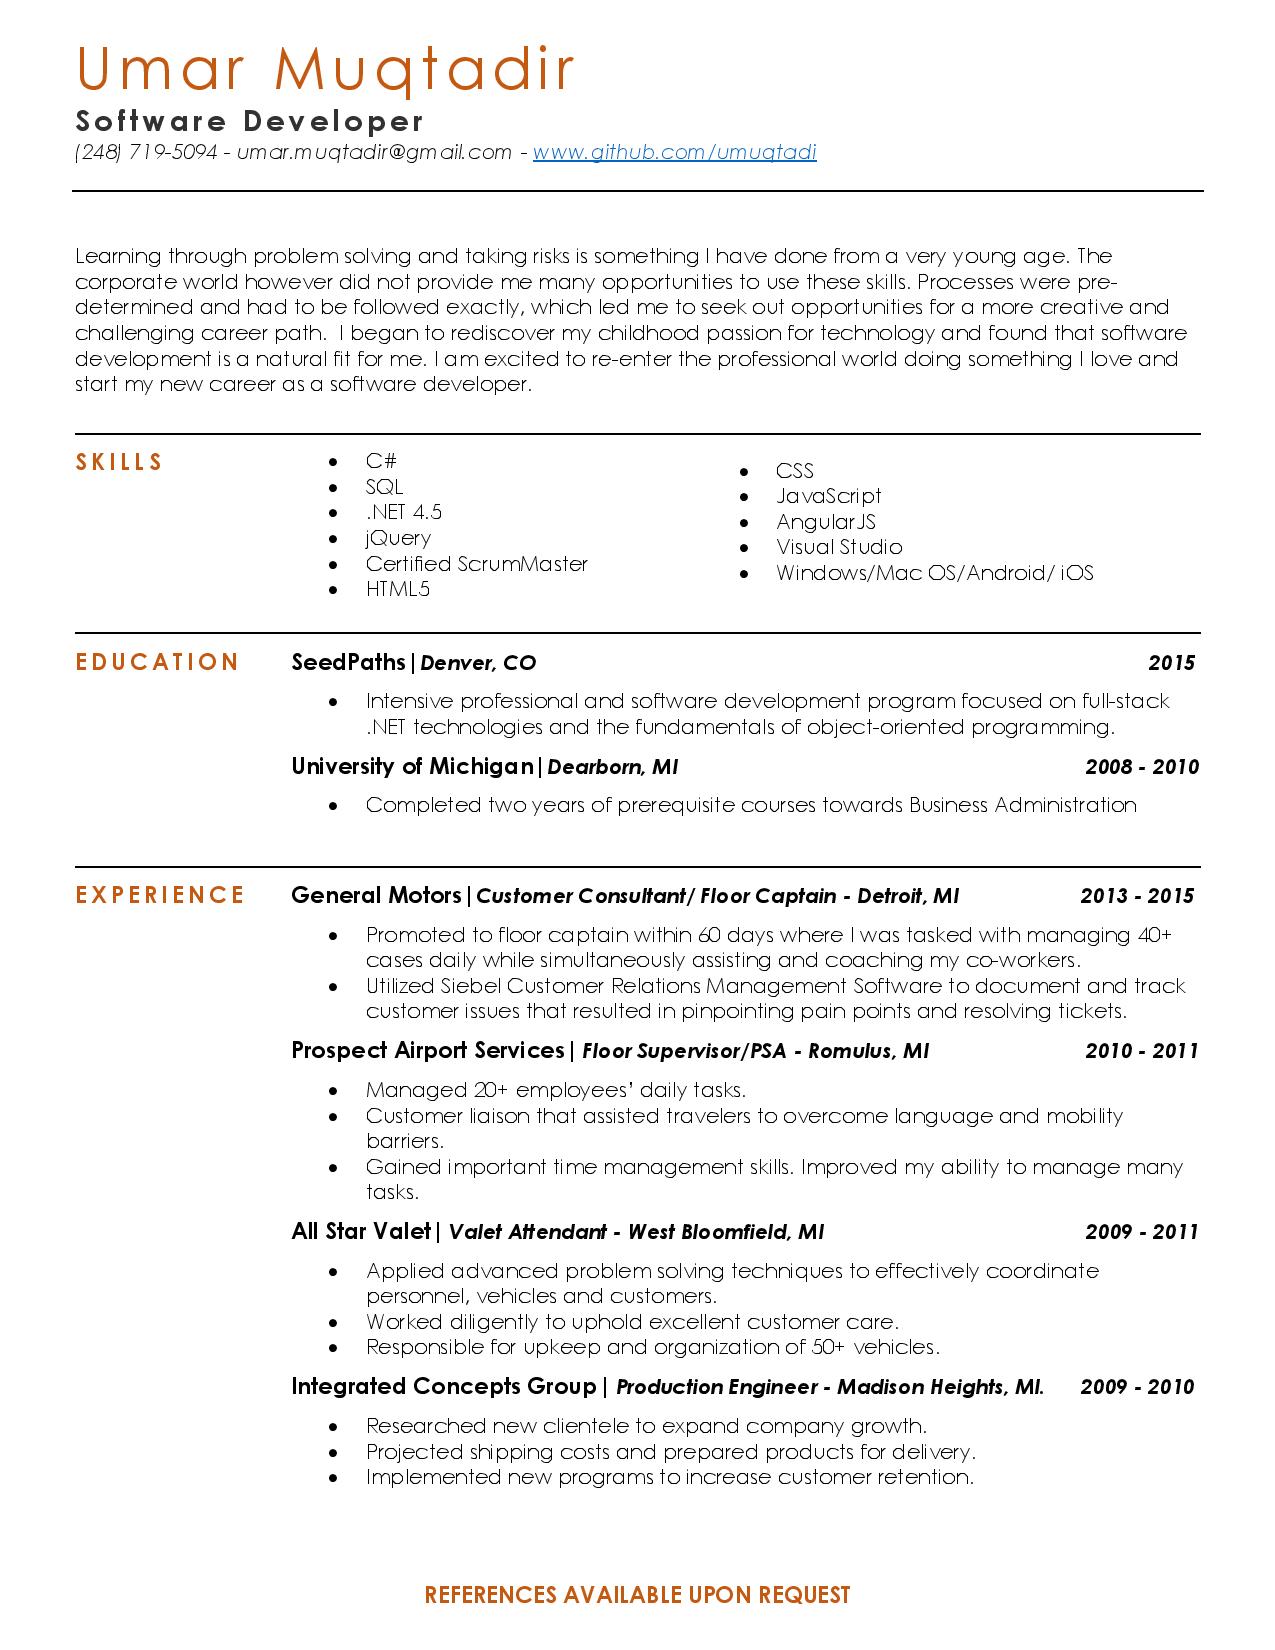 Umar Muqtadir
Software Developer
(248) 719-5094 - umar.muqtadir@gmail.com - www.github.com/umuqtadi
Learning through problem solving and taking risks is something I have done from a very young age. The
corporate world however did not provide me many opportunities to use these skills. Processes were pre-
determined and had to be followed exactly, which led me to seek out opportunities for a more creative and
challenging career path.  I began to rediscover my childhood passion for technology and found that software
development is a natural fit for me. I am excited to re-enter the professional world doing something I love and
start my new career as a software developer.
SKILLS
• C#
• SQL
• .NET 4.5
• jQuery
• Certified ScrumMaster
• HTML5
• CSS
• JavaScript
• AngularJS
• Visual Studio
• Windows/Mac OS/Android/ iOS
EDUCATION
SeedPaths|Denver, CO 2015
• Intensive professional and software development program focused on full-stack
.NET technologies and the fundamentals of object-oriented programming.
University of Michigan|Dearborn, MI 2008 - 2010
• Completed two years of prerequisite courses towards Business Administration
EXPERIENCE
General Motors|Customer Consultant/ Floor Captain - Detroit, MI 2013 - 2015
• Promoted to floor captain within 60 days where I was tasked with managing 40+
cases daily while simultaneously assisting and coaching my co-workers.
• Utilized Siebel Customer Relations Management Software to document and track
customer issues that resulted in pinpointing pain points and resolving tickets.
Prospect Airport Services| Floor Supervisor/PSA - Romulus, MI 2010 - 2011
• Managed 20+ employees’ daily tasks.
• Customer liaison that assisted travelers to overcome language and mobility
barriers.
• Gained important time management skills. Improved my ability to manage many
tasks.
All Star Valet| Valet Attendant - West Bloomfield, MI 2009 - 2011
• Applied advanced problem solving techniques to effectively coordinate
personnel, vehicles and customers.
• Worked diligently to uphold excellent customer care.
• Responsible for upkeep and organization of 50+ vehicles.
Integrated Concepts Group| Production Engineer - Madison Heights, MI. 2009 - 2010
• Researched new clientele to expand company growth.
• Projected shipping costs and prepared products for delivery.
• Implemented new programs to increase customer retention.
REFERENCES AVAILABLE UPON REQUEST